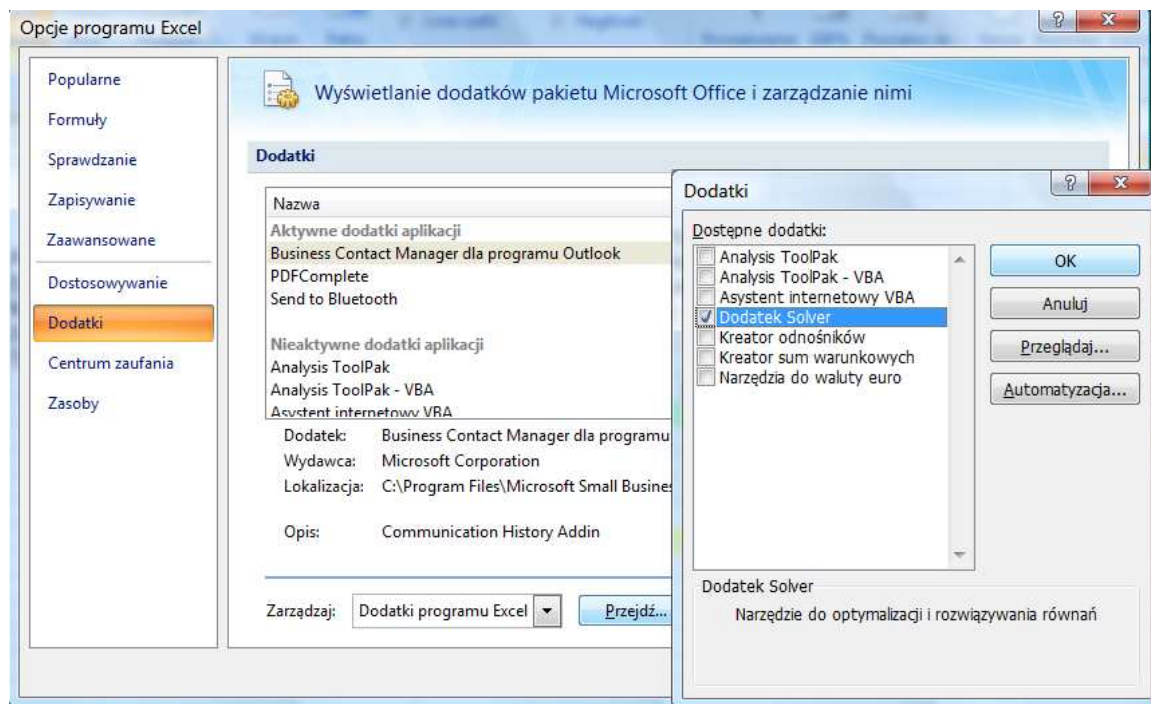 Opcje programu Excel
Popularne
Formuły
Sprawdzanie
Zapisywanie
Zaawansowane
Dostosowywanie
Dodatki
Centrum zaufania
Zasoby
Wyświetlanie dodatków pakietu Microsoft Office i zarządzanie nimi
Dodatki
Nazwa
Aktywne dodatki aplikacji
Business Contact Manager dla programu Outlook
PDFComplete
Send to Bluetooth
Nieaktywne dodatki aplikacji
Analysis ToolPak
Analysis ToolPak - VBA
Asystent internetowy VBA
Dodatek: Business Contact Manager dla programu
Wydawca: Microsoft Corporation
Lokalizacja: C:\Program Files\Microsoft Small Busines
Opis: Communication History Addin
Zarządzaj: Dodatki programu Excel Przejdź...
Dodatki
Dostępne dodatki:
Analysis ToolPak
Analysis ToolPak - VBA
Asystent internetowy VBA
Dodatek Solver
Kreator odnośników
Kreator sum warunkowych
Narzędzia do waluty euro
OK
Anuluj
Przeglądaj...
Automatyzacja...
Dodatek Solver
Narzędzie do optymalizacji i rozwiązywania równań